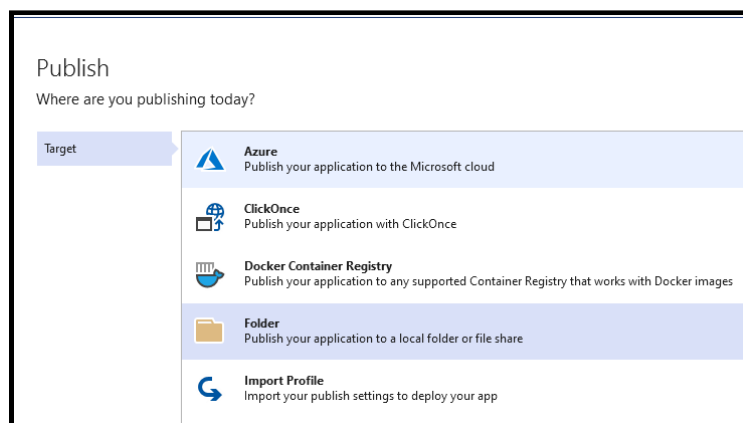 Publish
Where are you publishing today?
Target
Azure
Publish your application to the Microsoft cloud
ClickOnce
Publish your application with ClickOnce
Docker Container Registry
Publish your application to any supported Container Registry that works with Docker images
Folder
Publish your application to a local folder or file share
Import Profile
Import your publish settings to deploy your app